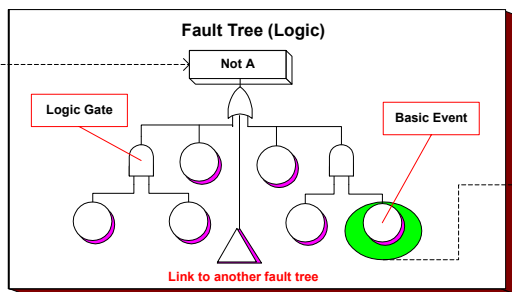 Fault Tree (Logic)
Not A
Logic Gate
Basic Event
Link to another fault tree